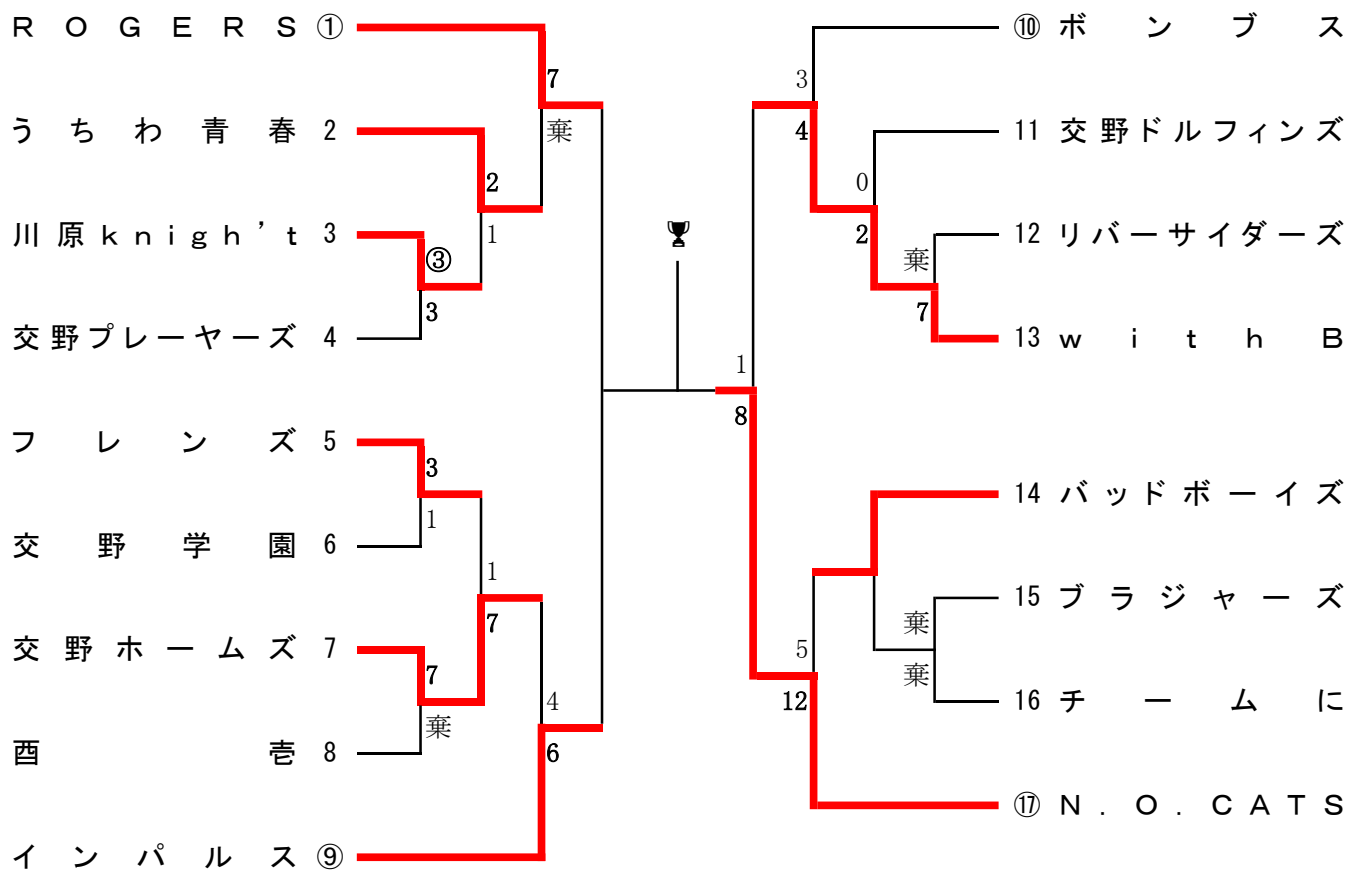 ROGERS ①
7
棄
うちわ青春 2
2
1
川原knigh't 3
③
3
交野プレーヤーズ 4
フレンズ 5
3
1
交野学園 6
1
7
交野ホームズ 7
7
棄
酉壱 8
4
6
インパルス ⑨
⑩ ボンブス
3
4
11 交野ドルフィンズ
0
2
12 リバーサイダーズ
棄
7
13 withB
1
8
14 バッドボーイズ
15 ブラジャーズ
棄
棄
16 チームに
5
12
⑰ N.O.CATS